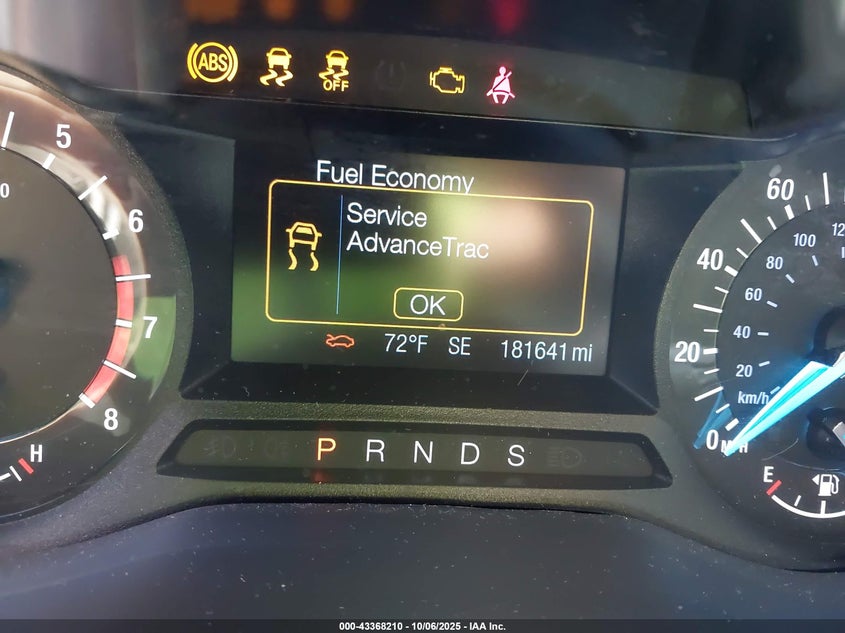 ABS
OFF
5
6
7
8
H
Fuel Economy
Service
AdvanceTrac
OK
72°F SE 181641 mi
P R N D S
60
40
20
0
MPH
100
80
60
40
20
km/h
E
000-43368210 - 10/06/2025 - IAA Inc.